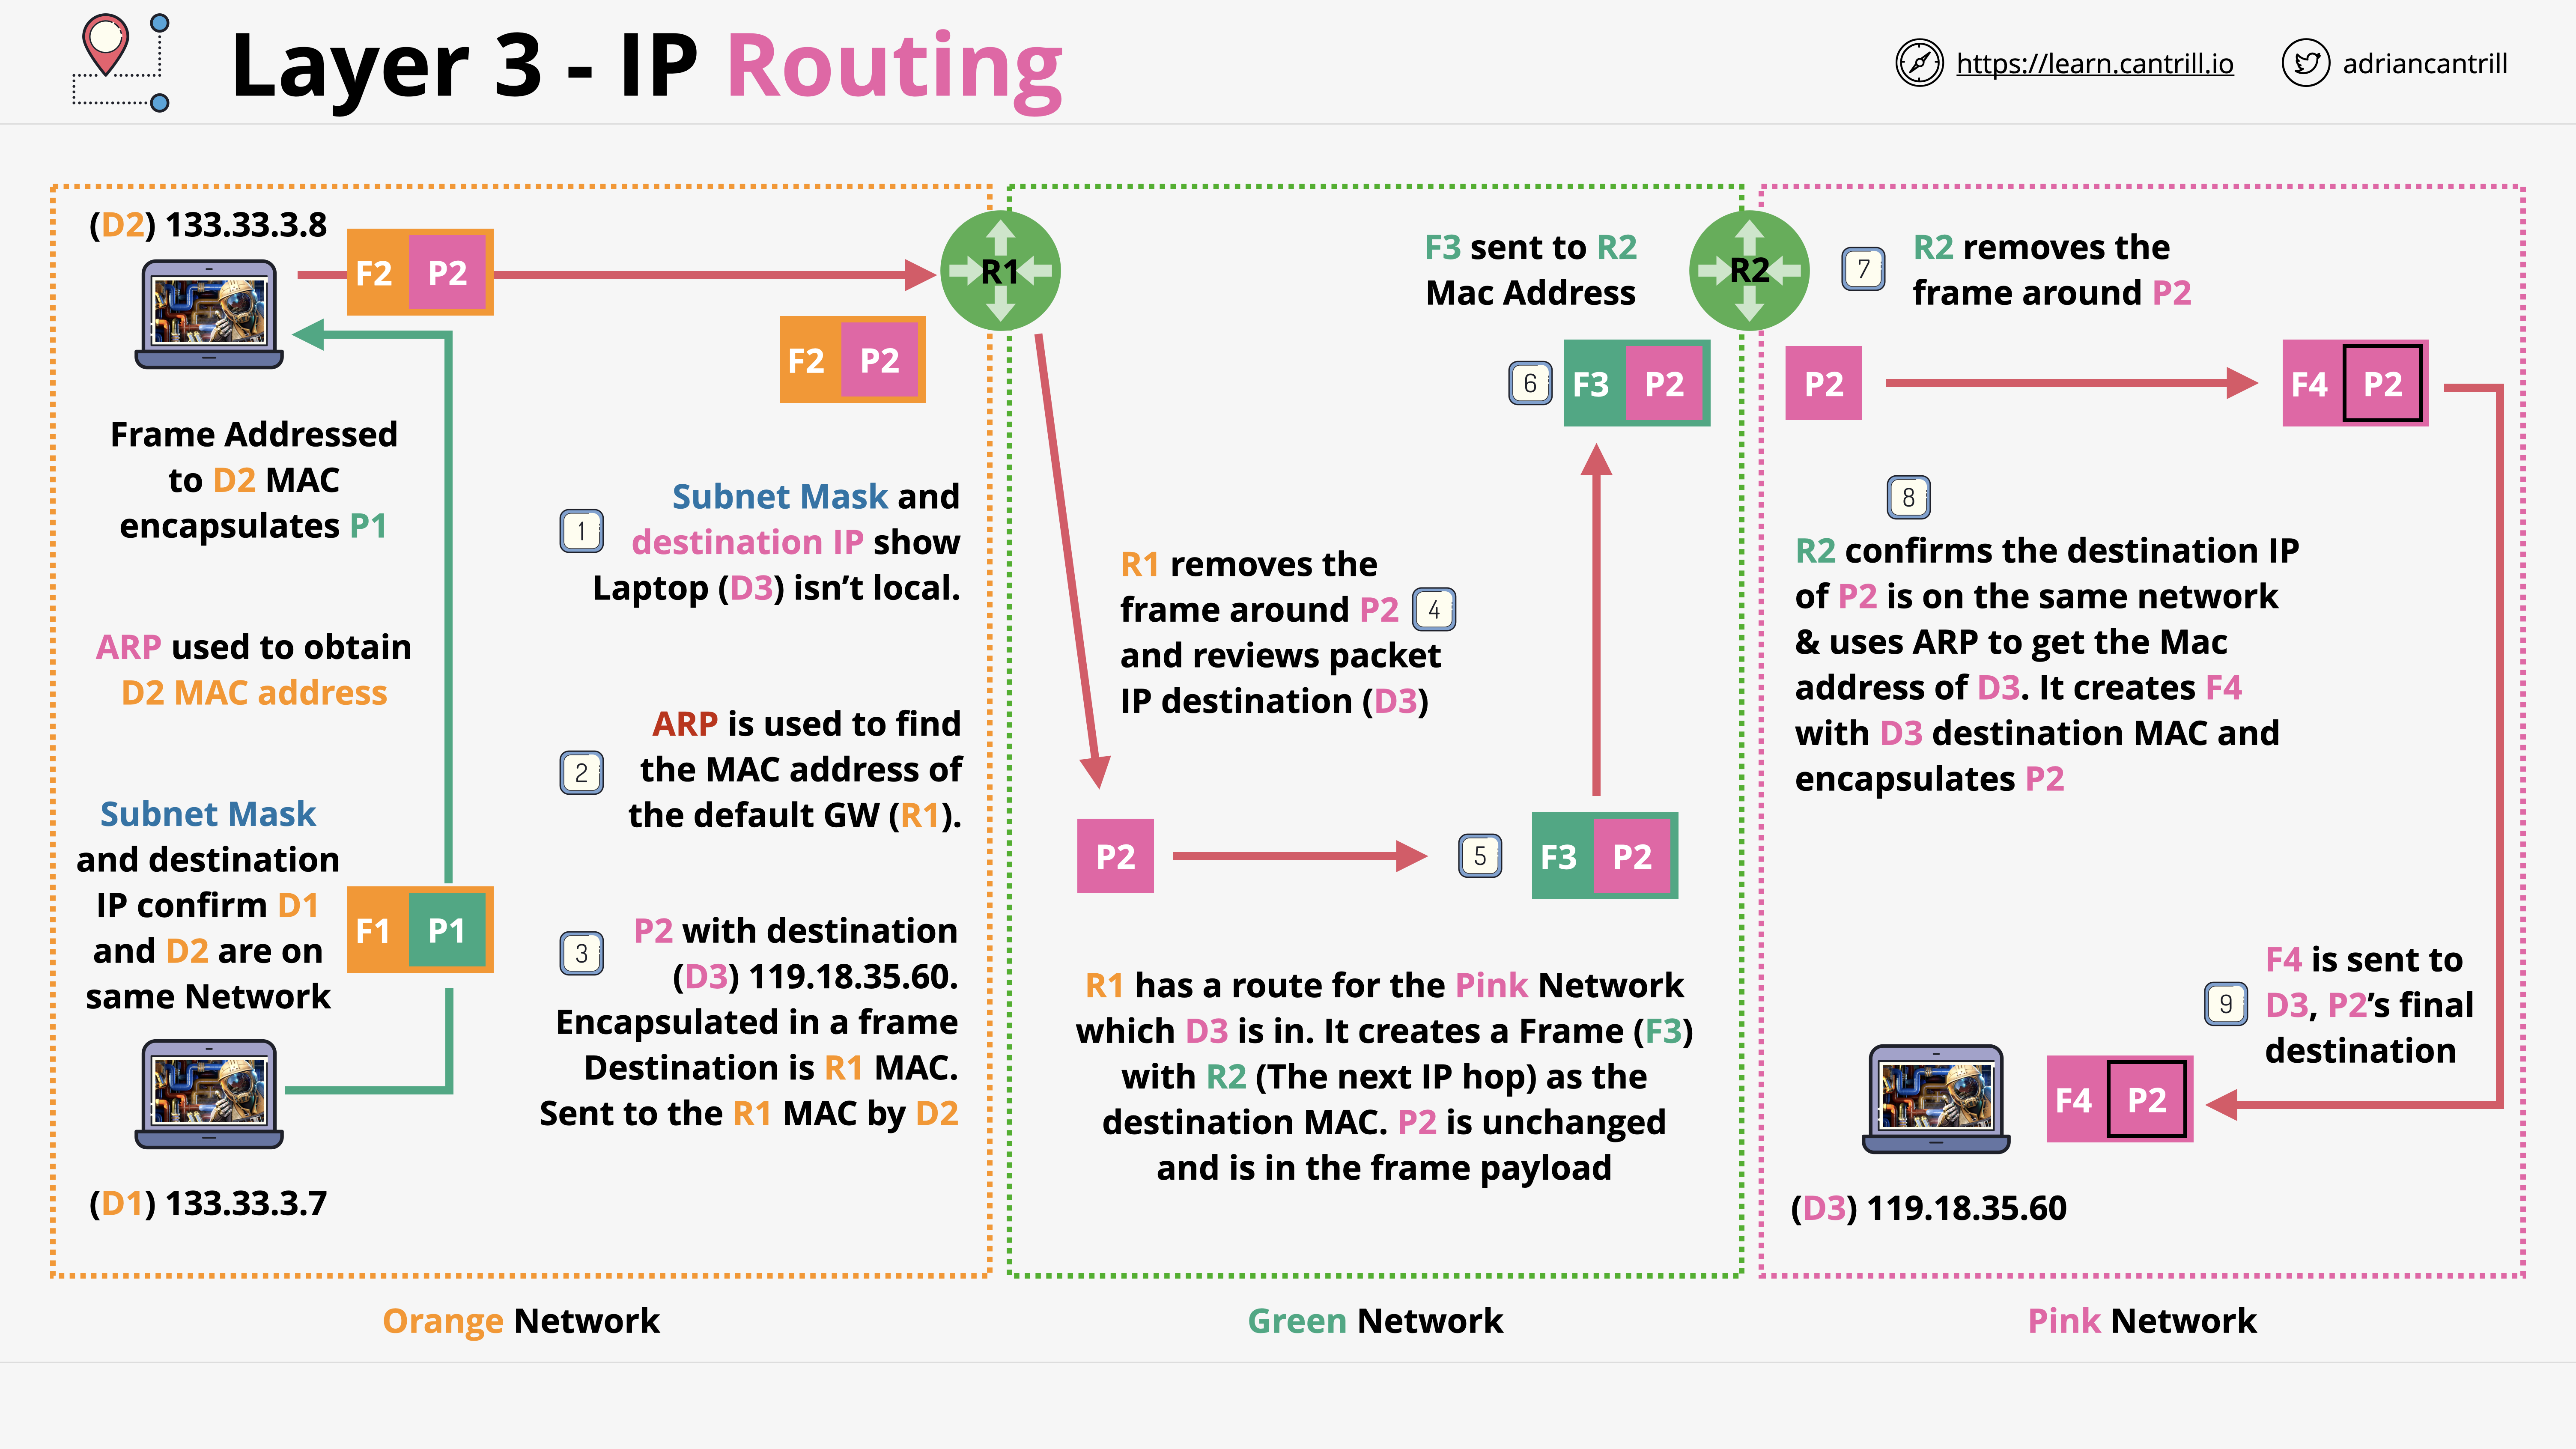 Layer 3 - IP Routing
https://learn.cantrill.io
adriancantrill
(D2) 133.33.3.8
F2 P2
R1
F2 P2
Frame Addressed
to D2 MAC
encapsulates P1
ARP used to obtain
D2 MAC address
Subnet Mask
and destination
IP confirm D1
and D2 are on
same Network
F1 P1
(D1) 133.33.3.7
1
Subnet Mask and
destination IP show
Laptop (D3) isn't local.
2
ARP is used to find
the MAC address of
the default GW (R1).
3
P2 with destination
(D3) 119.18.35.60.
Encapsulated in a frame
Destination is R1 MAC.
Sent to the R1 MAC by D2
Orange Network
R1 removes the
frame around P2 4
and reviews packet
IP destination (D3)
P2
5
F3 P2
R1 has a route for the Pink Network
which D3 is in. It creates a Frame (F3)
with R2 (The next IP hop) as the
destination MAC. P2 is unchanged
and is in the frame payload
F3 sent to R2
Mac Address
6
F3 P2
Green Network
R2
7
R2 removes the
frame around P2
P2
F4 P2
8
R2 confirms the destination IP
of P2 is on the same network
& uses ARP to get the Mac
address of D3. It creates F4
with D3 destination MAC and
encapsulates P2
9
F4 is sent to
D3, P2's final
destination
F4 P2
(D3) 119.18.35.60
Pink Network